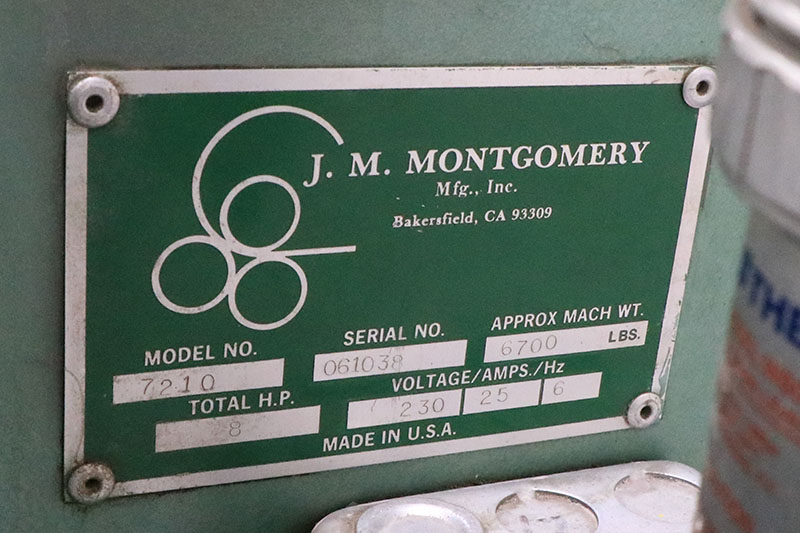 J. M. MONTGOMERY
Mfg., Inc.
Bakersfield, CA 93309
MODEL NO.
7210
SERIAL NO.
061038
APPROX MACH WT.
6700 LBS.
TOTAL H.P.
8
VOLTAGE/AMPS./Hz
230 25 6
MADE IN U.S.A.